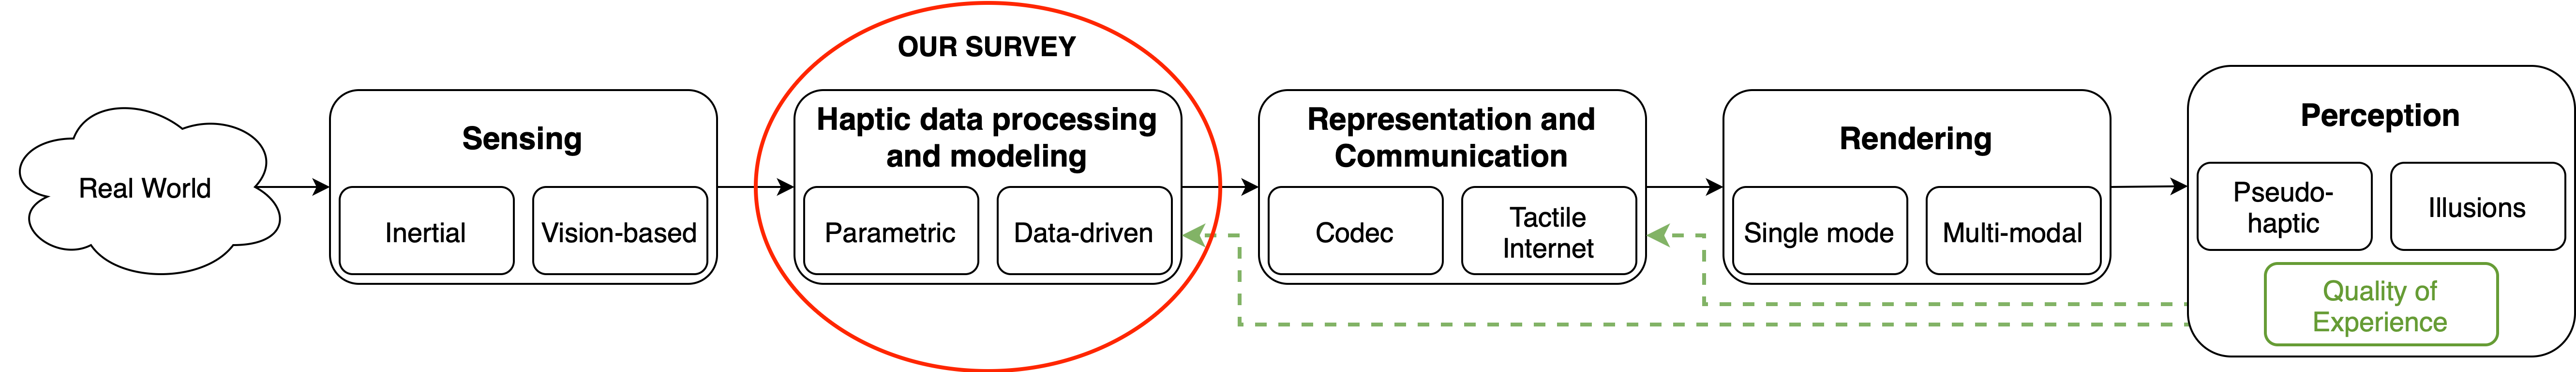 Real World
Sensing
Inertial
Vision-based
OUR SURVEY
Haptic data processing
and modeling
Parametric
Data-driven
Representation and
Communication
Codec
Tactile
Internet
Rendering
Single mode
Multi-modal
Perception
Pseudo-
haptic
Illusions
Quality of
Experience